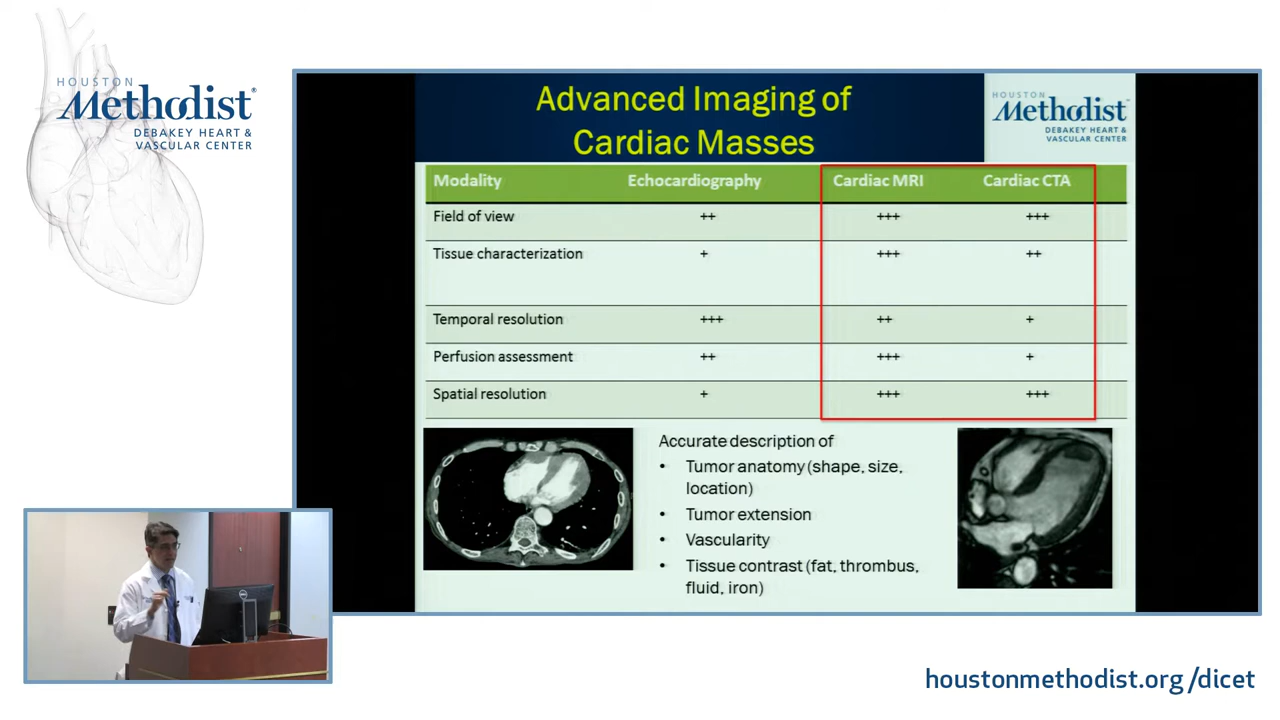 HOUSTON
Methodist®
DEBAKEY HEART &
VASCULAR CENTER
Advanced Imaging of
Cardiac Masses
HOUSTON
Methodist
DEBAKEY HEART &
VASCULAR CENTER
Modality Echocardiography Cardiac MRI Cardiac CTA
Field of view ++ +++ +++
Tissue characterization + +++ ++
Temporal resolution +++ ++ +
Perfusion assessment ++ +++ +
Spatial resolution + +++ +++
Accurate description of
• Tumor anatomy (shape, size,
location)
• Tumor extension
• Vascularity
• Tissue contrast (fat, thrombus,
fluid, iron)
DELL
houstonmethodist.org/dicet